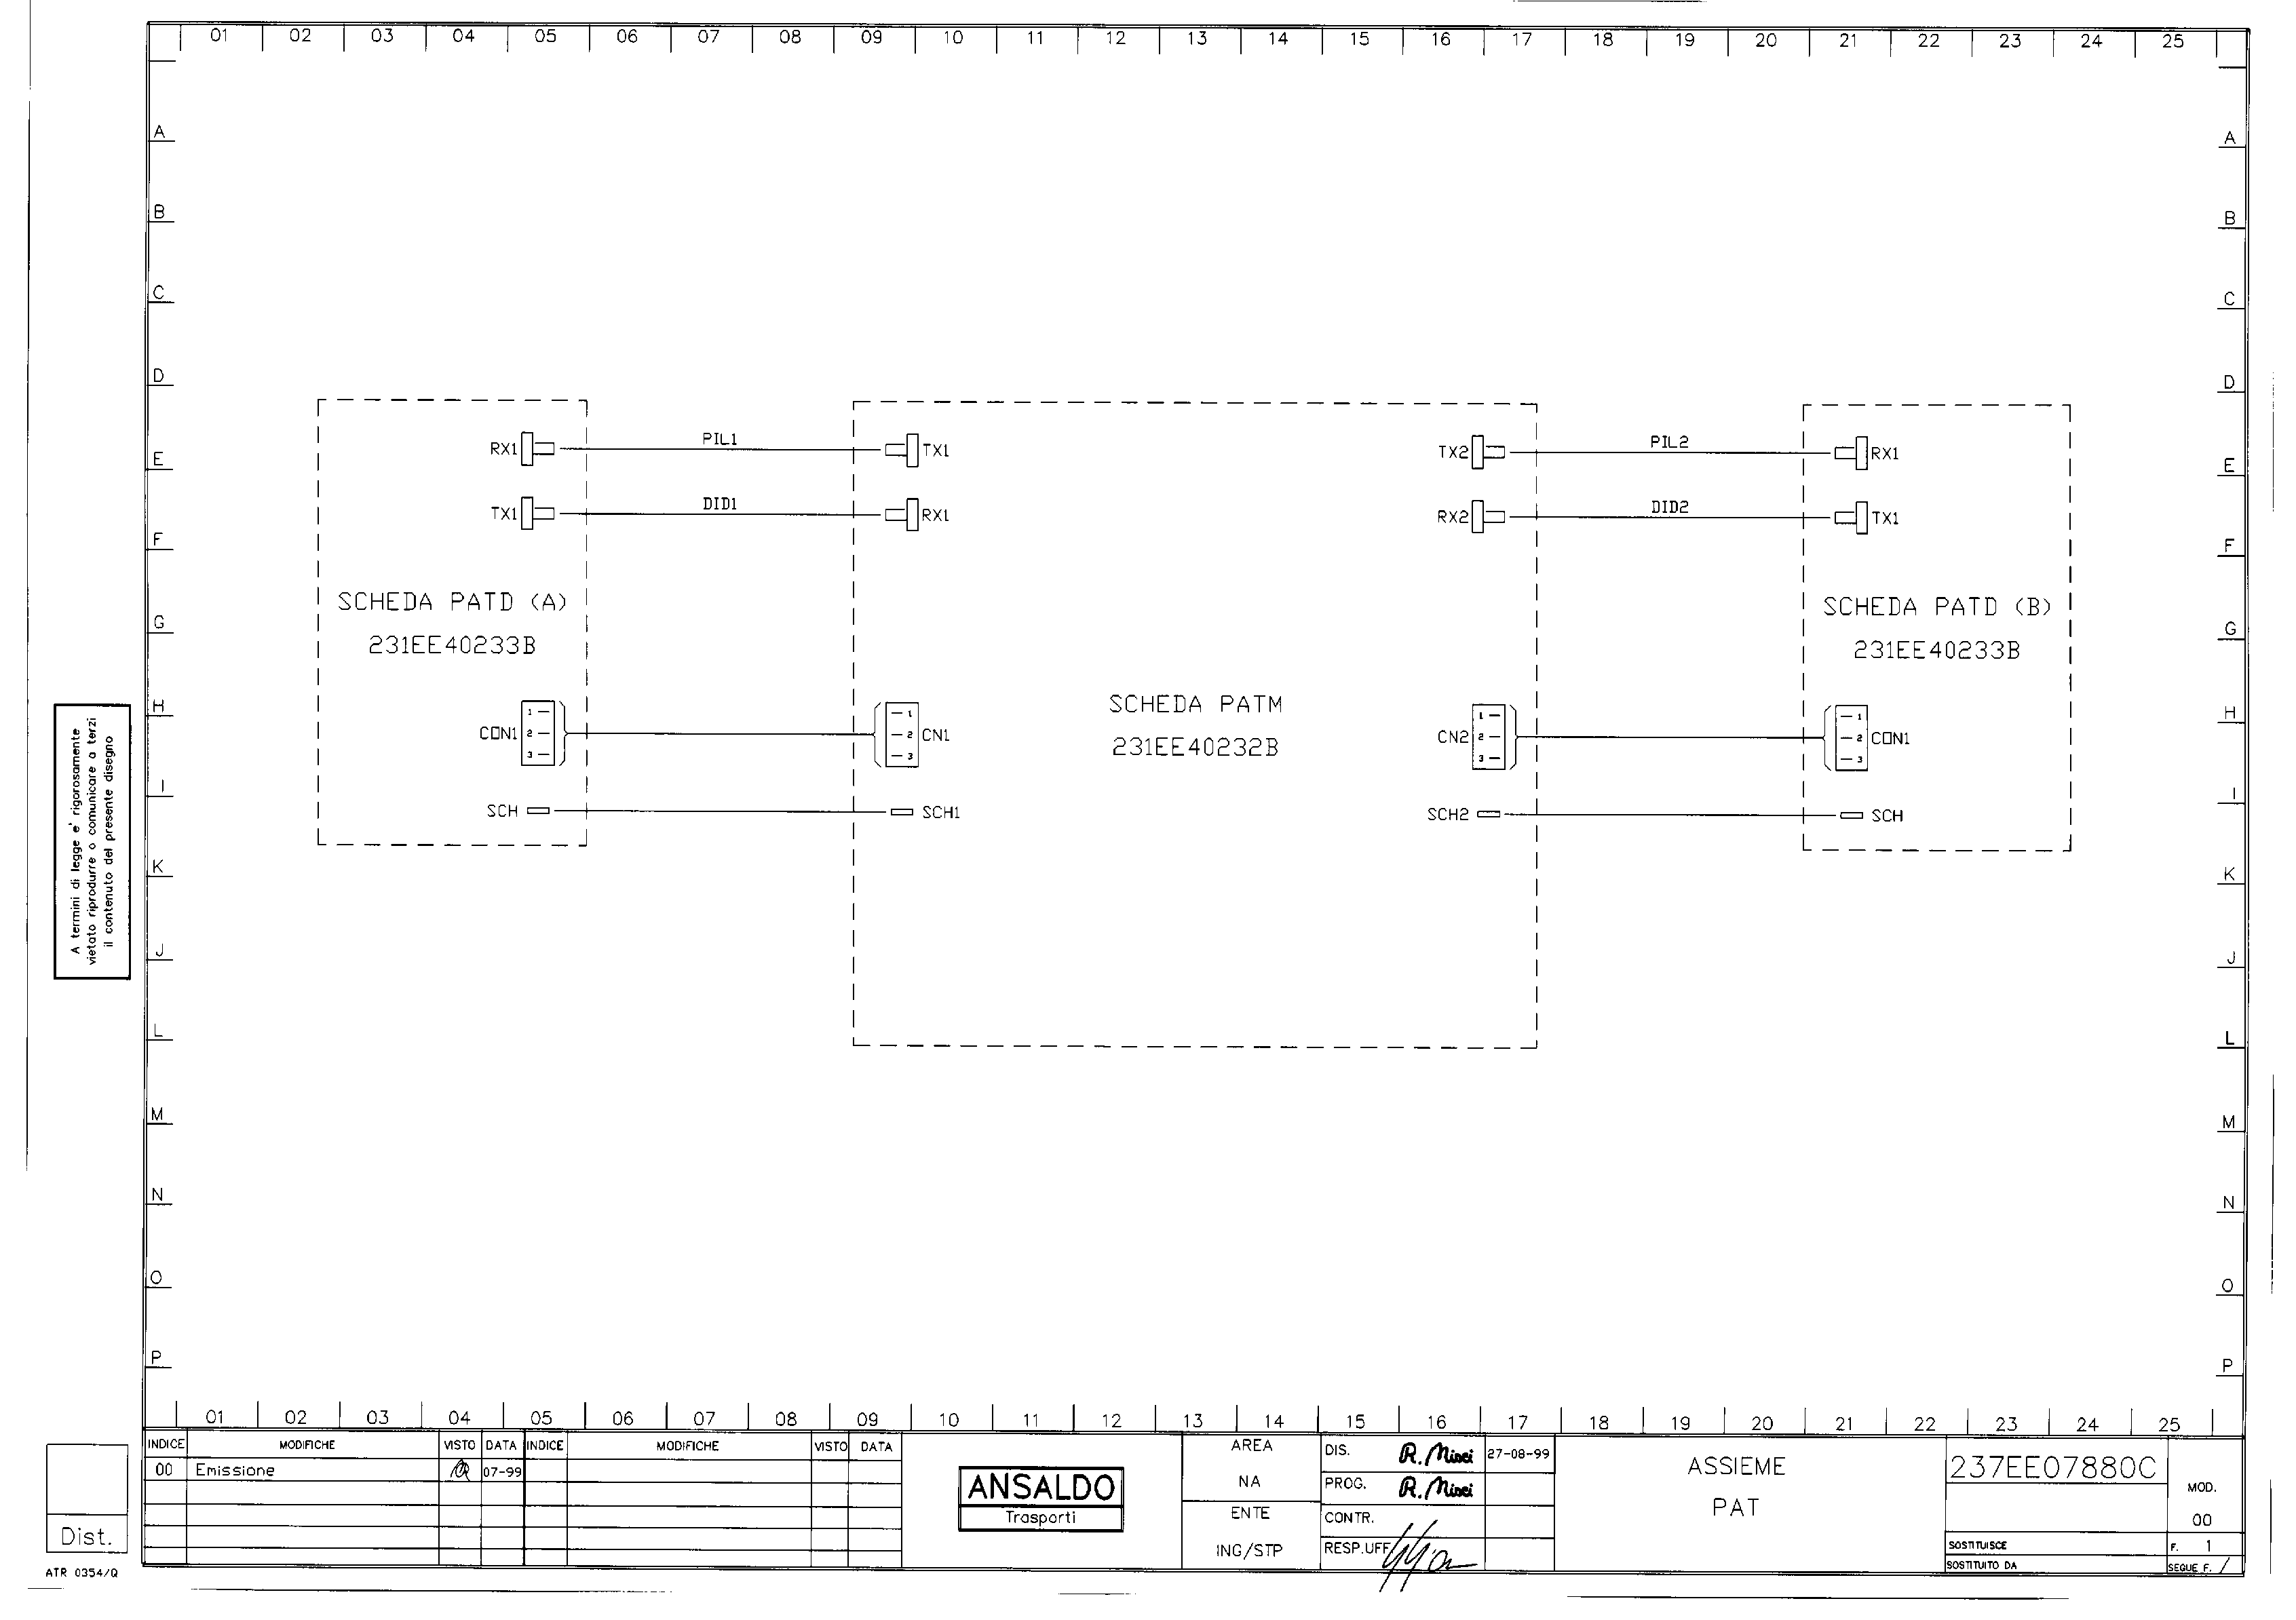 01 02 03 04 05 06 07 08 09 10 11 12 13 14 15 16 17 18 19 20 21 22 23 24 25
A A
B B
C C
D D
E E
F F
G G
H H
I I
K K
J J
L L
M M
N N
O O
P P
RX1 PIL1 TX1
TX1 DID1 RX1
SCHEDA PATD (A)
231EE40233B
CON1 1 2 3
1 2 3 CN1
SCH SCH1
SCHEDA PATM
231EE40232B
TX2 PIL2 RX1
RX2 DID2 TX1
SCHEDA PATD (B)
231EE40233B
CN2 1 2 3
1 2 3 CON1
SCH2 SCH
A termini di legge e' rigorosamente
vietato riprodurre o comunicare a terzi
il contenuto del presente disegno
01 02 03 04 05 06 07 08 09 10 11 12 13 14 15 16 17 18 19 20 21 22 23 24 25
INDICE MODIFICHE VISTO DATA INDICE MODIFICHE VISTO DATA
00 Emissione 07-99
ANSALDO
Trasporti
AREA
NA
ENTE
ING/STP
DIS. 27-08-99
PROG.
CONTR.
RESP.UFF
ASSIEME
PAT
237EE07880C
MOD.
00
SOSTITUISCE
F. 1
SOSTITUITO DA
SEGUE F. /
Dist.
ATR 0354/Q